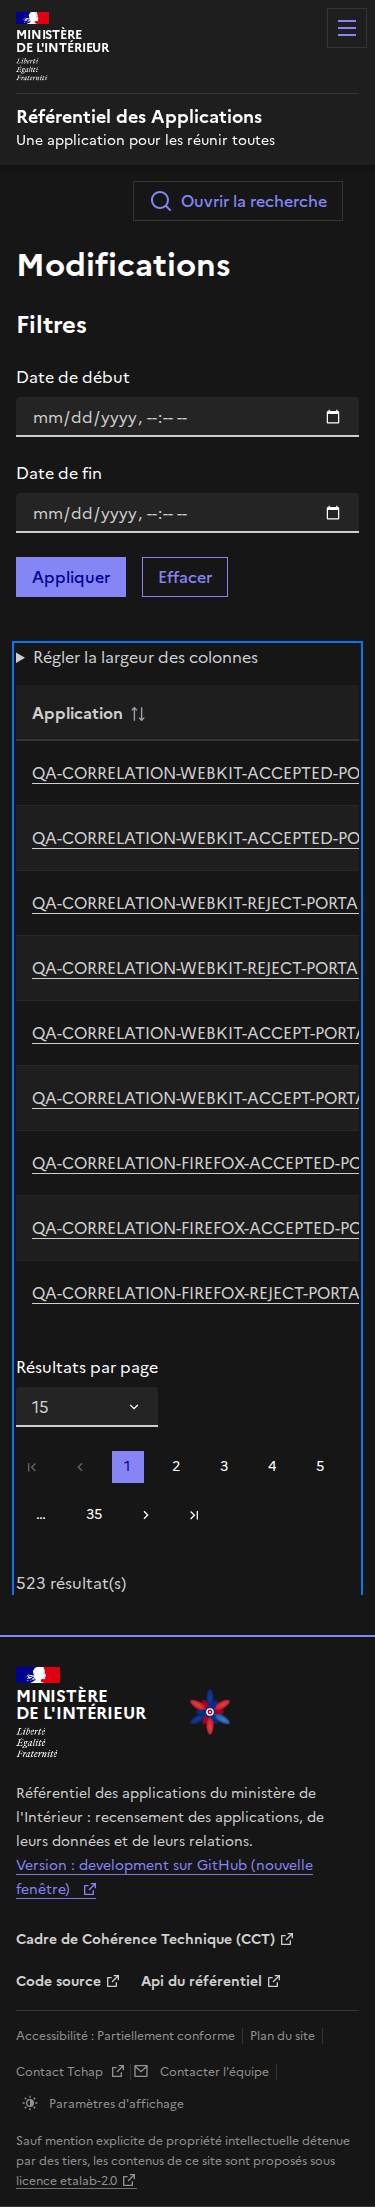 MINISTÈRE
DE L'INTÉRIEUR
Liberté
Égalité
Fraternité
Référentiel des Applications
Une application pour les réunir toutes
Ouvrir la recherche
Modifications
Filtres
Date de début
mm/dd/yyyy, --:-- --
Date de fin
mm/dd/yyyy, --:-- --
Appliquer Effacer
Régler la largeur des colonnes
Application
QA-CORRELATION-WEBKIT-ACCEPTED-PO
QA-CORRELATION-WEBKIT-ACCEPTED-PO
QA-CORRELATION-WEBKIT-REJECT-PORTA
QA-CORRELATION-WEBKIT-REJECT-PORTA
QA-CORRELATION-WEBKIT-ACCEPT-PORTA
QA-CORRELATION-WEBKIT-ACCEPT-PORTA
QA-CORRELATION-FIREFOX-ACCEPTED-PO
QA-CORRELATION-FIREFOX-ACCEPTED-PO
QA-CORRELATION-FIREFOX-REJECT-PORTA
Résultats par page
15
1 2 3 4 5
… 35
523 résultat(s)
MINISTÈRE
DE L'INTÉRIEUR
Liberté
Égalité
Fraternité
Référentiel des applications du ministère de
l'Intérieur : recensement des applications, de
leurs données et de leurs relations.
Version : development sur GitHub (nouvelle
fenêtre)
Cadre de Cohérence Technique (CCT)
Code source Api du référentiel
Accessibilité : Partiellement conforme Plan du site
Contact Tchap Contacter l'équipe
Paramètres d'affichage
Sauf mention explicite de propriété intellectuelle détenue
par des tiers, les contenus de ce site sont proposés sous
licence etalab-2.0